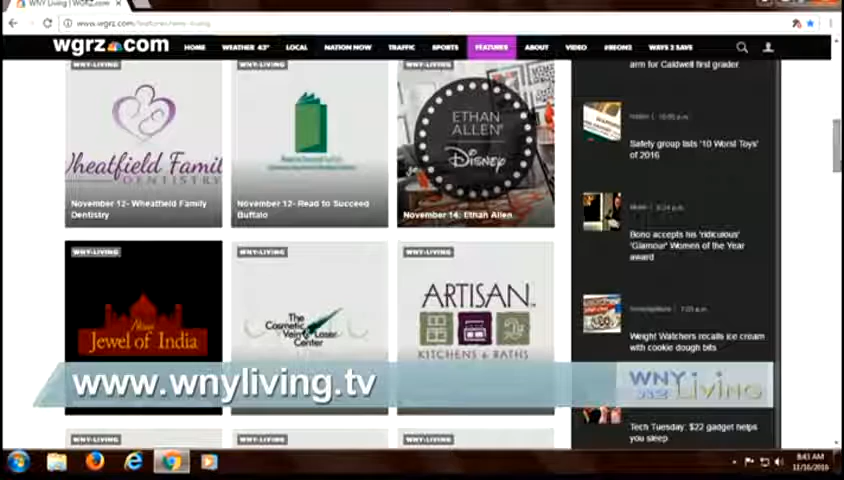 WNY Living | WGRZ.com
www.wgrz.com/features/wny-living
wgrz.com HOME WEATHER 43° LOCAL NATION NOW TRAFFIC SPORTS FEATURES ABOUT VIDEO #BEON2 WAYS 2 SAVE
WNY-LIVING
Wheatfield Family
DENTISTRY
November 12- Wheatfield Family
Dentistry
WNY-LIVING
November 12- Read to Succeed
Buffalo
WNY-LIVING
ETHAN
ALLEN
Disney
November 14: Ethan Allen
WNY-LIVING
Jewel of India
WNY-LIVING
The
Cosmetic
Vein & Laser
Center
WNY-LIVING
ARTISAN
KITCHENS & BATHS
WNY-LIVING
WNY-LIVING
WNY-LIVING
arm for Caldwell first grader
Safety group lists '10 Worst Toys'
of 2016
Bono accepts his 'ridiculous'
'Glamour' Women of the Year
award
Weight Watchers recalls ice cream
with cookie dough bits
Tech Tuesday: $22 gadget helps
you sleep
www.wnyliving.tv
WNY
Living
8:43 AM
11/16/2016